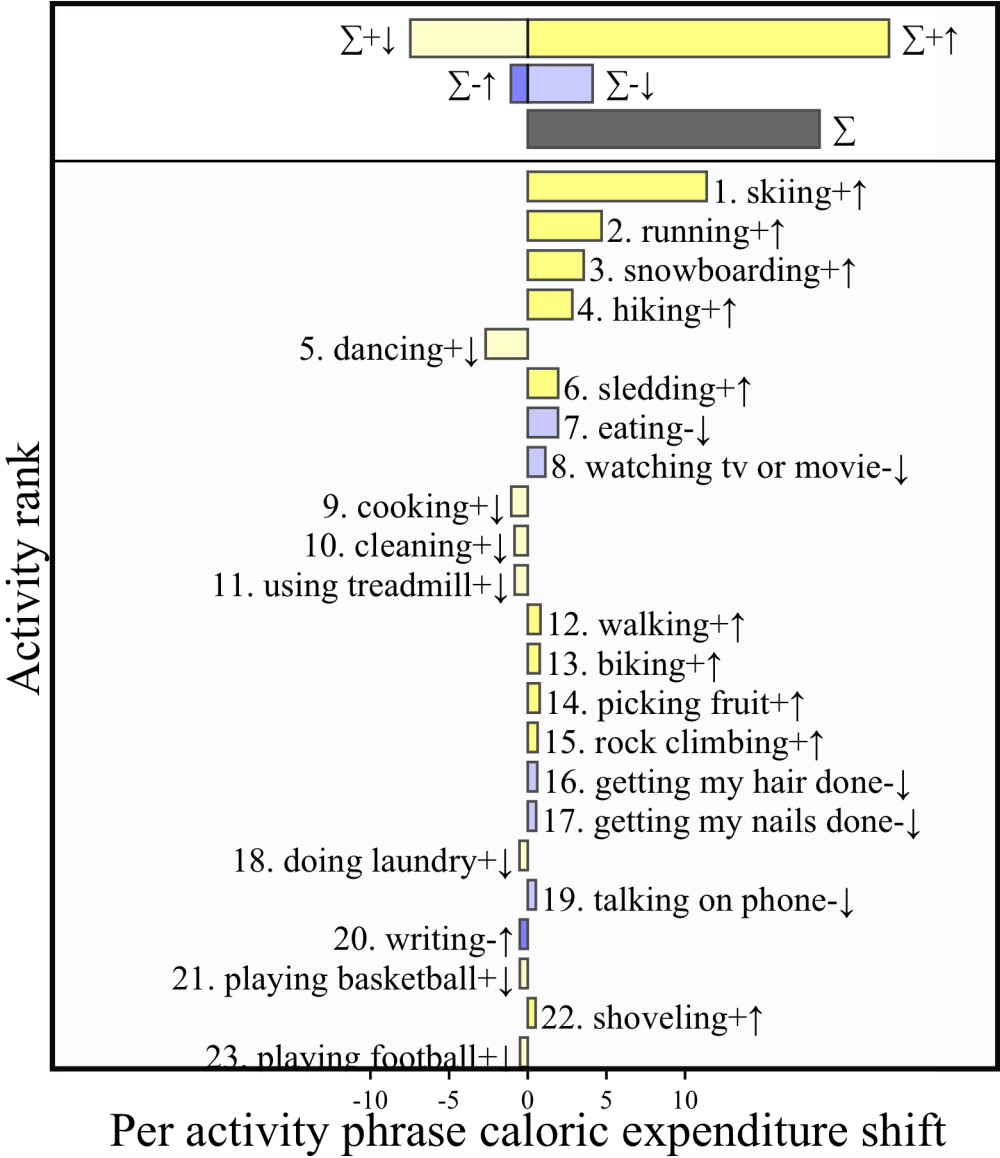 ∑+↓ ∑+↑
∑-↑ ∑-↓
∑
1. skiing+↑
2. running+↑
3. snowboarding+↑
4. hiking+↑
5. dancing+↓
6. sledding+↑
7. eating-↓
8. watching tv or movie-↓
9. cooking+↓
10. cleaning+↓
11. using treadmill+↓
12. walking+↑
13. biking+↑
14. picking fruit+↑
15. rock climbing+↑
16. getting my hair done-↓
17. getting my nails done-↓
18. doing laundry+↓
19. talking on phone-↓
20. writing-↑
21. playing basketball+↓
22. shoveling+↑
23. playing football+↓
Activity rank
-10 -5 0 5 10
Per activity phrase caloric expenditure shift